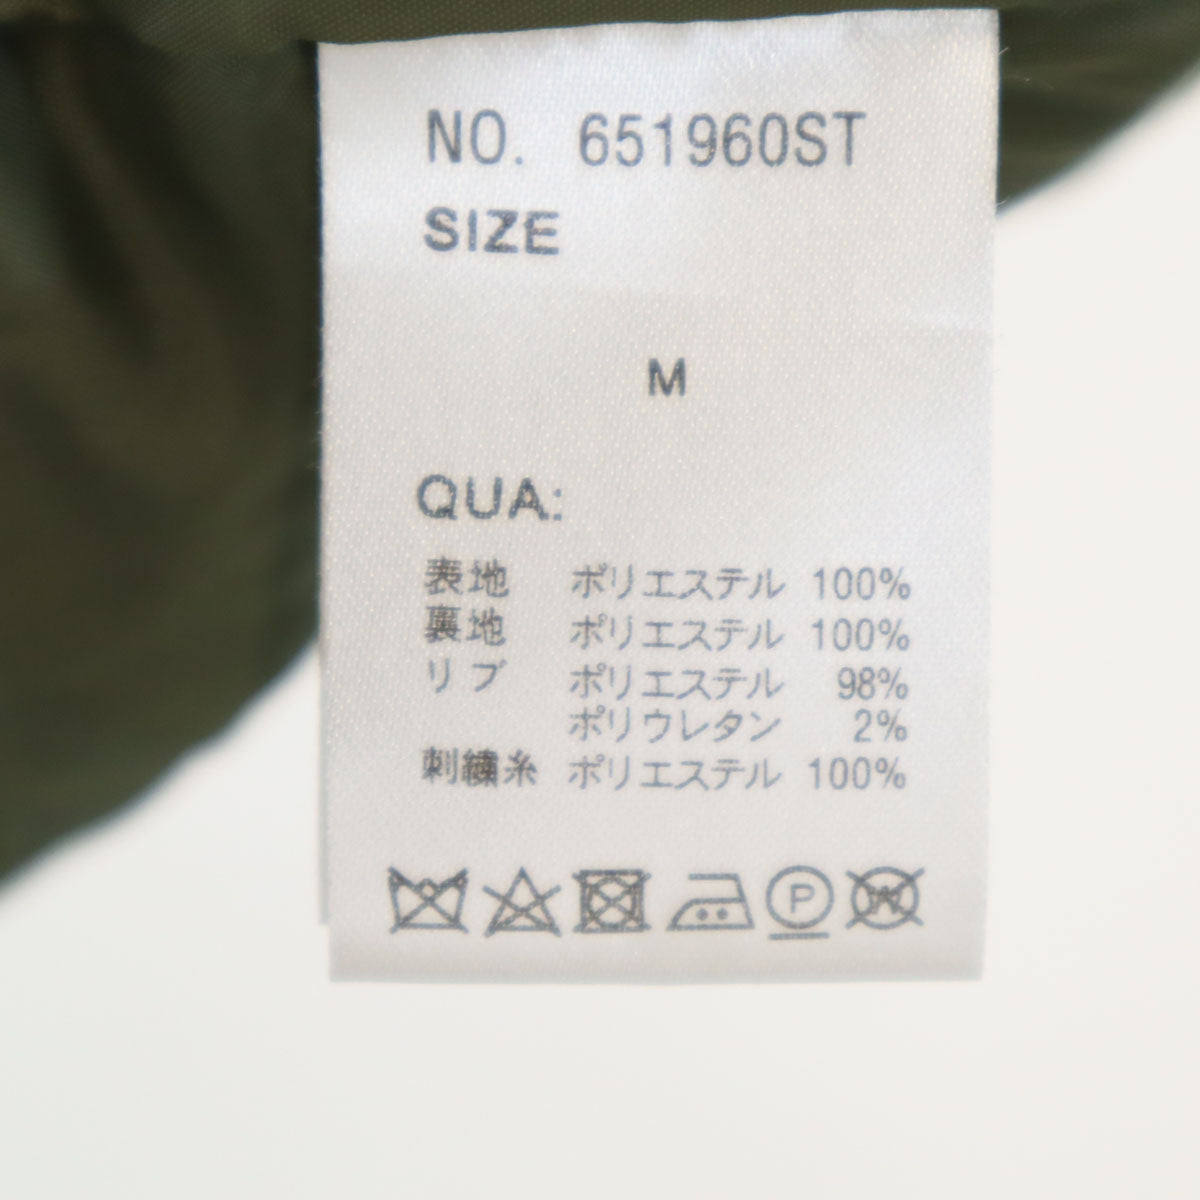 NO. 651960ST
SIZE
M
QUA:
表地 ポリエステル 100%
裏地 ポリエステル 100%
リブ ポリエステル 98%
ポリウレタン 2%
刺繍糸 ポリエステル 100%
P W